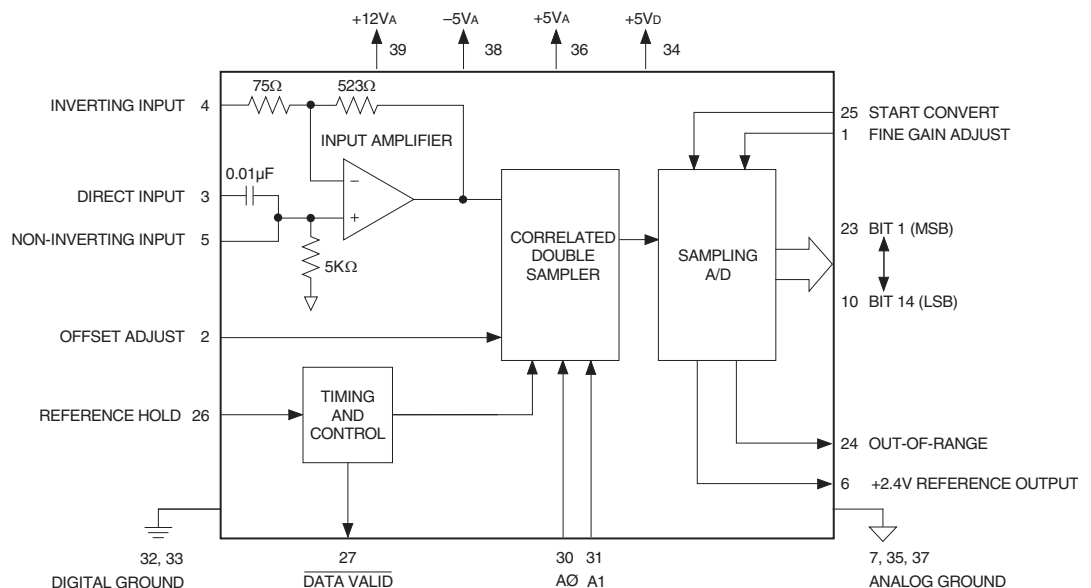 +12VA
–5VA
+5VA
+5VD
39
38
36
34
75Ω
523Ω
INVERTING INPUT 4
25 START CONVERT
1 FINE GAIN ADJUST
INPUT AMPLIFIER
0.01µF
–
DIRECT INPUT 3
+
NON-INVERTING INPUT 5
5KΩ
CORRELATED
DOUBLE
SAMPLER
SAMPLING
A/D
23 BIT 1 (MSB)
10 BIT 14 (LSB)
OFFSET ADJUST 2
REFERENCE HOLD 26
TIMING
AND
CONTROL
24 OUT-OF-RANGE
6 +2.4V REFERENCE OUTPUT
32, 33
DIGITAL GROUND
27
DATA VALID
30
AØ
31
A1
7, 35, 37
ANALOG GROUND